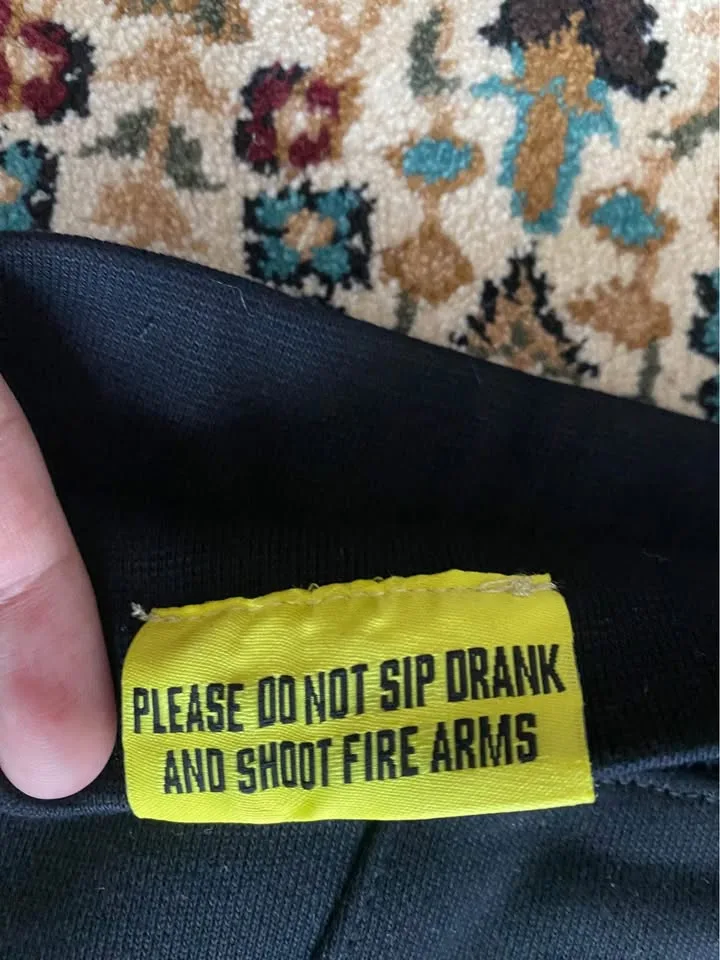 PLEASE DO NOT SIP DRANK
AND SHOOT FIRE ARMS